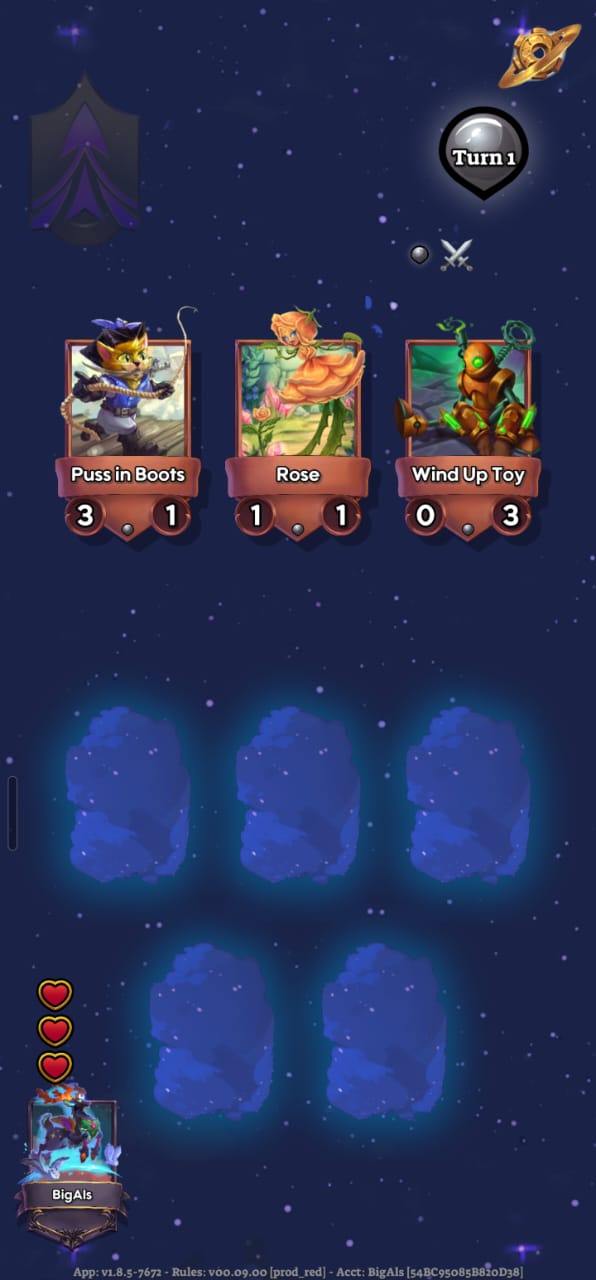 Turn 1
Puss in Boots
Rose
Wind Up Toy
3 1
1 1
0 3
BigAls
App: v1.8.5-7672 - Rules: v00.09.00 [prod_red] - Acct: BigAls [54BC95085B820D38]